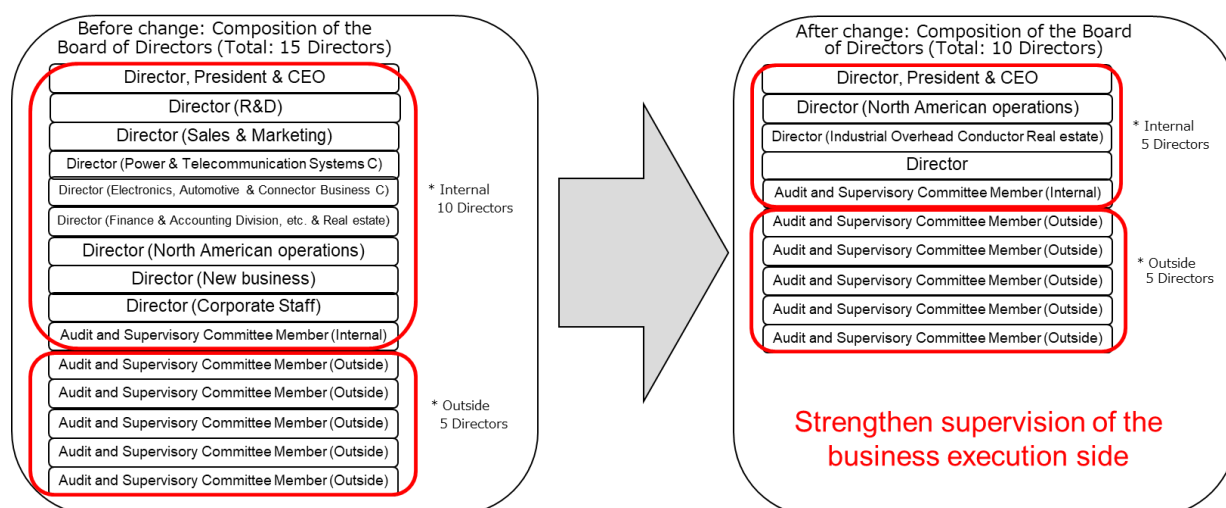 Before change: Composition of the
Board of Directors (Total: 15 Directors)
Director, President & CEO
Director (R&D)
Director (Sales & Marketing)
Director (Power & Telecommunication Systems C)
Director (Electronics, Automotive & Connector Business C)
Director (Finance & Accounting Division, etc. & Real estate)
Director (North American operations)
Director (New business)
Director (Corporate Staff)
Audit and Supervisory Committee Member (Internal)
* Internal
10 Directors
Audit and Supervisory Committee Member (Outside)
Audit and Supervisory Committee Member (Outside)
Audit and Supervisory Committee Member (Outside)
Audit and Supervisory Committee Member (Outside)
Audit and Supervisory Committee Member (Outside)
* Outside
5 Directors
After change: Composition of the Board
of Directors (Total: 10 Directors)
Director, President & CEO
Director (North American operations)
Director (Industrial Overhead Conductor Real estate)
Director
Audit and Supervisory Committee Member (Internal)
* Internal
5 Directors
Audit and Supervisory Committee Member (Outside)
Audit and Supervisory Committee Member (Outside)
Audit and Supervisory Committee Member (Outside)
Audit and Supervisory Committee Member (Outside)
Audit and Supervisory Committee Member (Outside)
* Outside
5 Directors
Strengthen supervision of the
business execution side